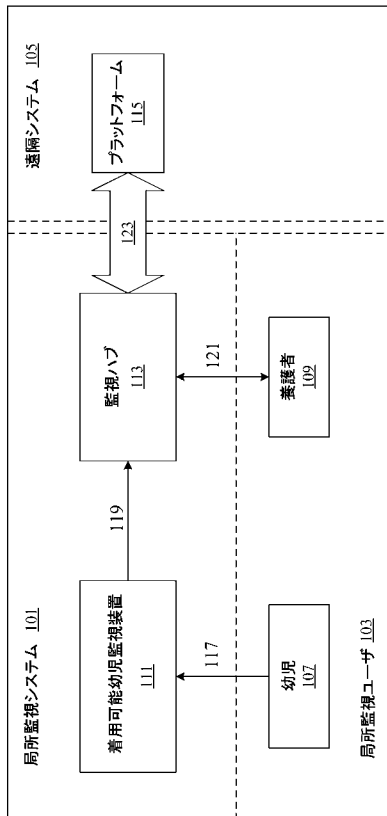 局所監視システム 101
遠隔システム 105
着用可能幼児監視装置
111
119
監視ハブ
113
123
プラットフォーム
115
117
121
幼児
107
養護者
109
局所監視ユーザ 103